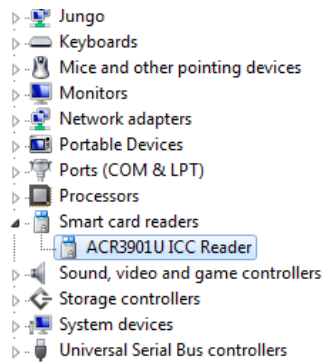 Jungo
Keyboards
Mice and other pointing devices
Monitors
Network adapters
Portable Devices
Ports (COM & LPT)
Processors
Smart card readers
ACR3901U ICC Reader
Sound, video and game controllers
Storage controllers
System devices
Universal Serial Bus controllers